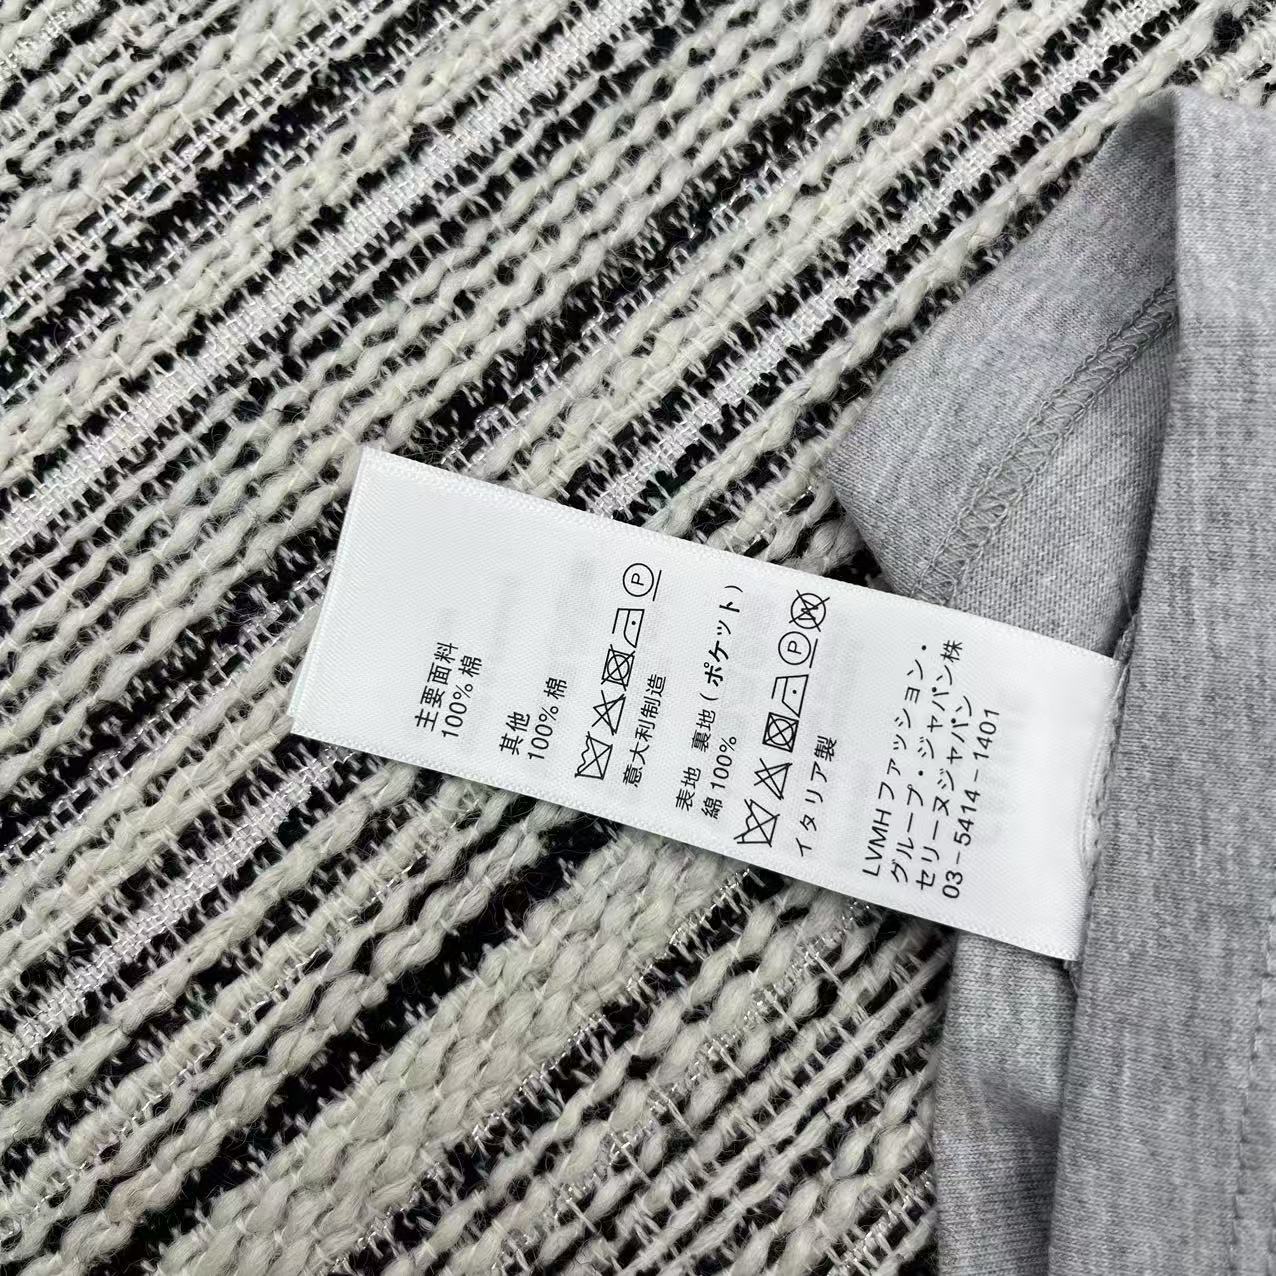 主要面料
100% 棉
其他
100% 棉
P
意大利制造
表地 裏地 (ポケット)
綿 100%
P W
イタリア製
LVMHファッション・
グループ・ジャパン株
セリーヌジャパン
03-5414-1401